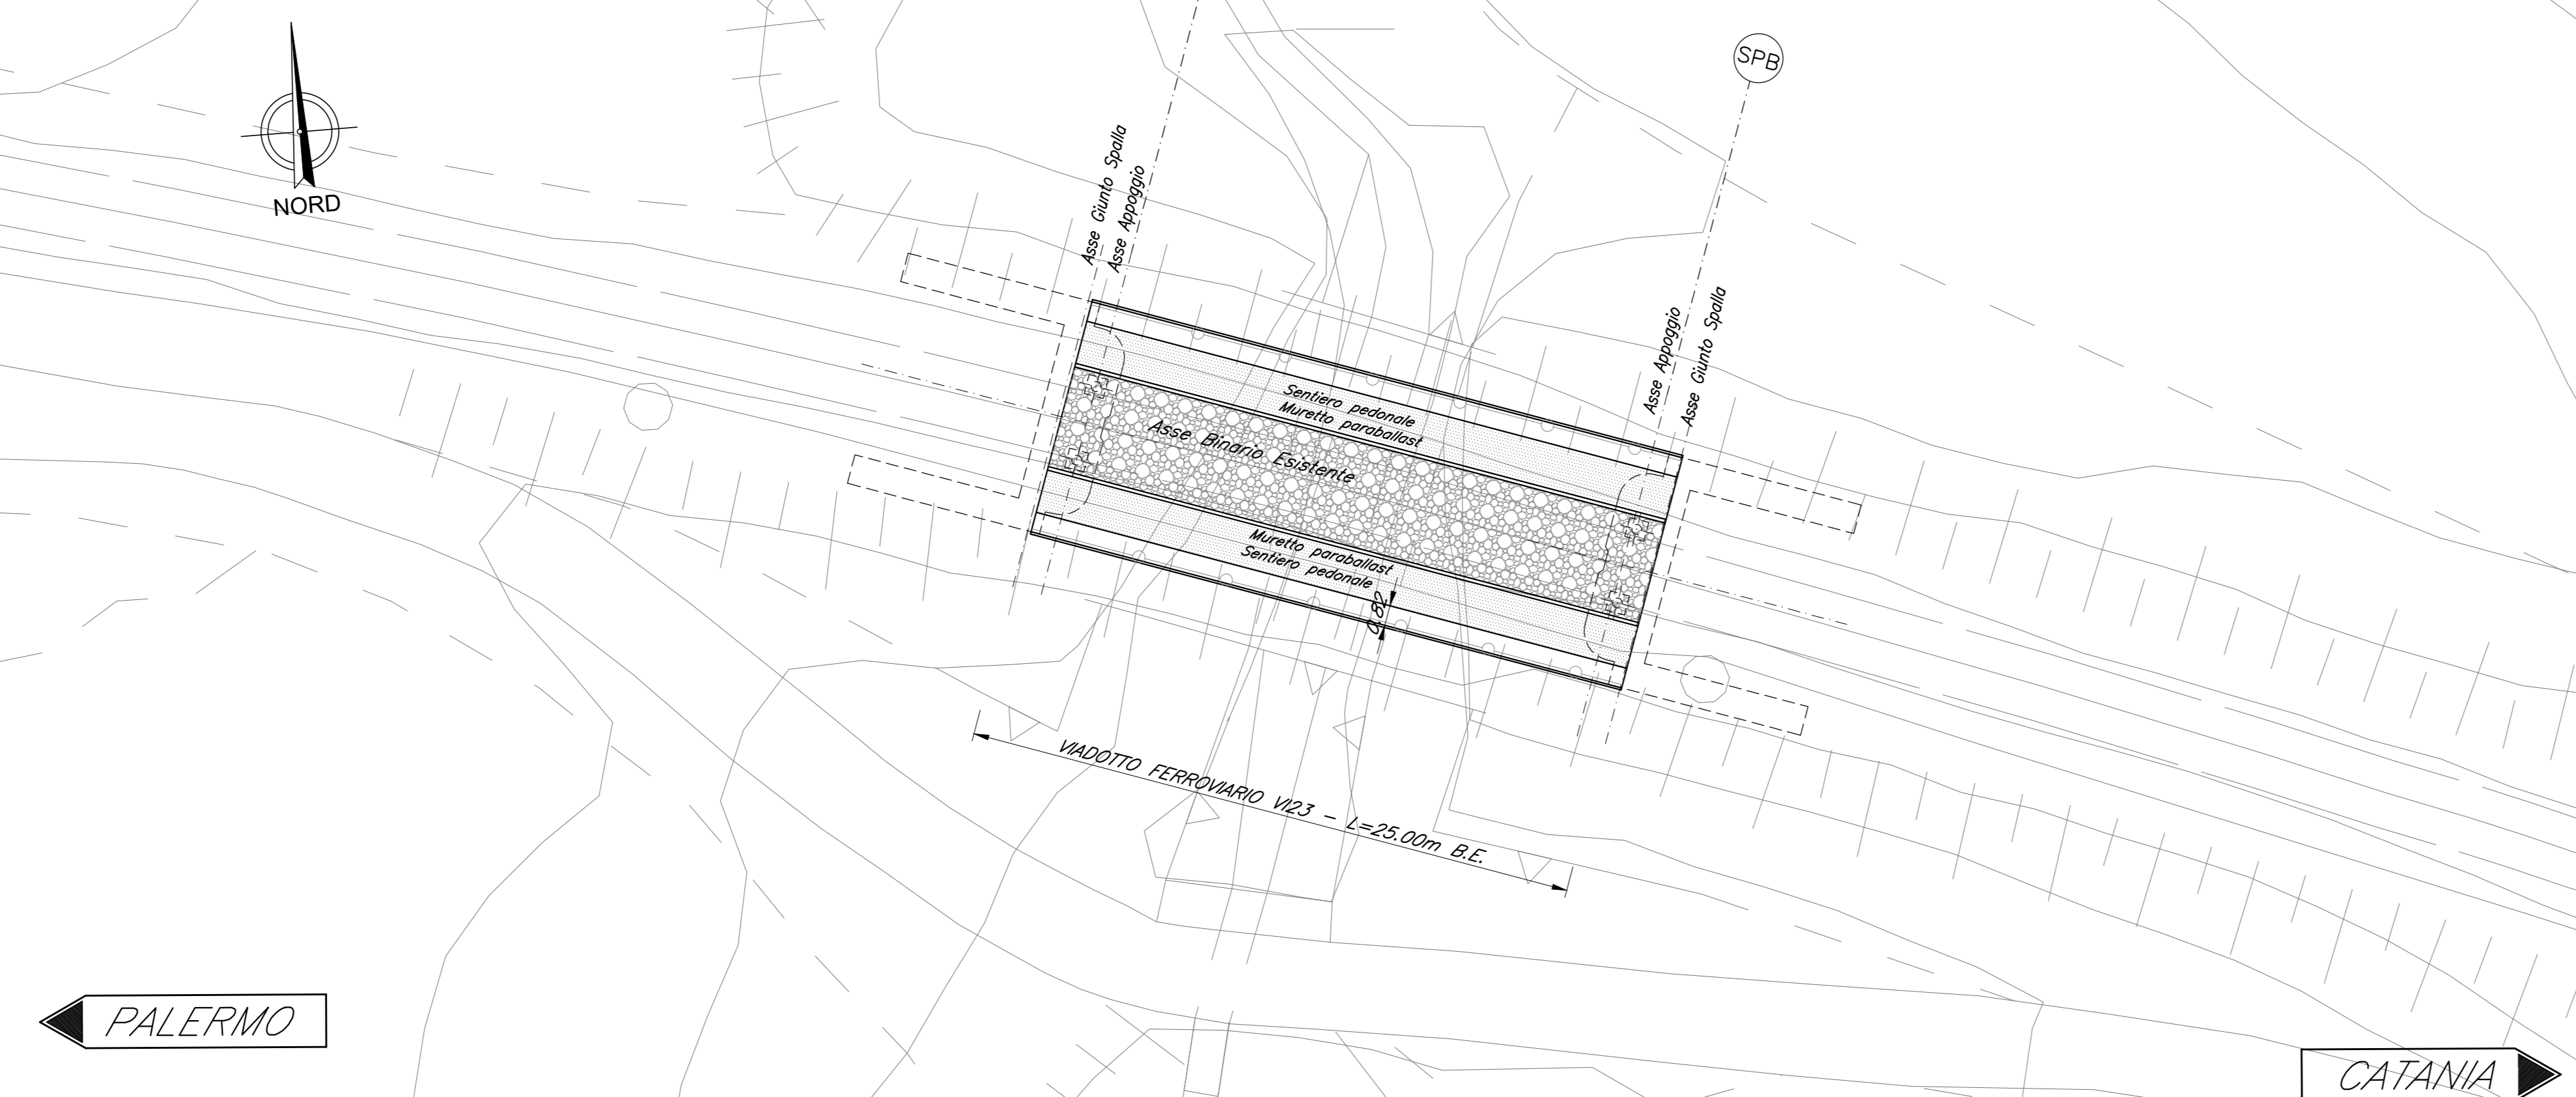 SPB
NORD
Asse Giunto Spalla
Asse Appoggio
Asse Appoggio
Asse Giunto Spalla
Sentiero pedonale
Muretto paraballast
Asse Binario Esistente
Muretto paraballast
Sentiero pedonale
0.82
VIADOTTO FERROVIARIO VI23 - L=25.00m B.E.
PALERMO
CATANIA